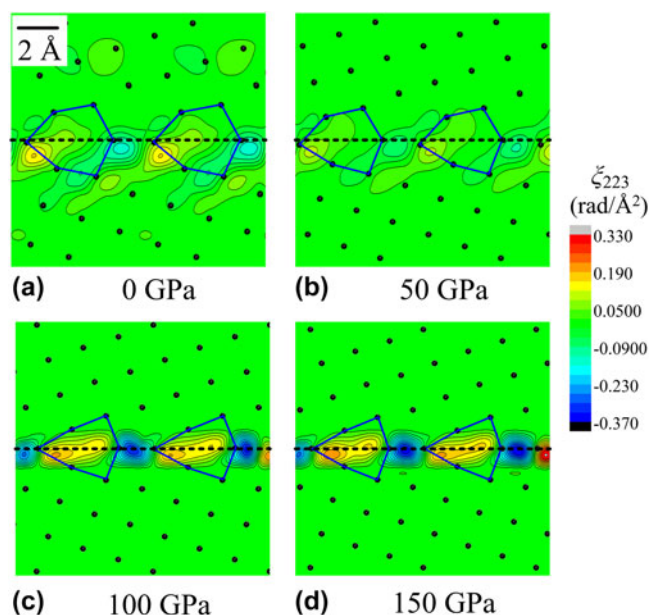 2 Å
(a) 0 GPa
(b) 50 GPa
ξ₂₂₃
(rad/Å²)
0.330
0.190
0.0500
-0.0900
-0.230
-0.370
(c) 100 GPa
(d) 150 GPa